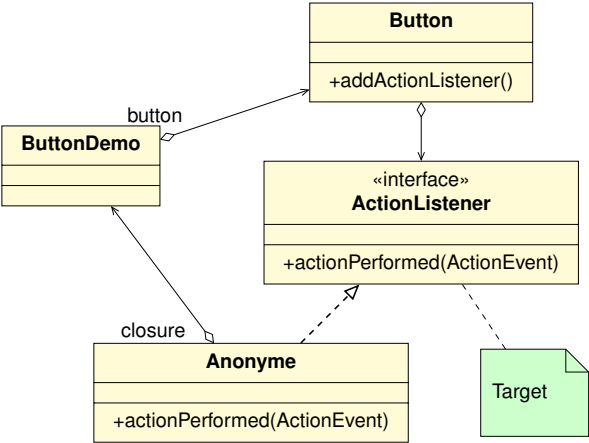 Button
+addActionListener()
button
ButtonDemo
«interface»
ActionListener
+actionPerformed(ActionEvent)
closure
Anonyme
+actionPerformed(ActionEvent)
Target